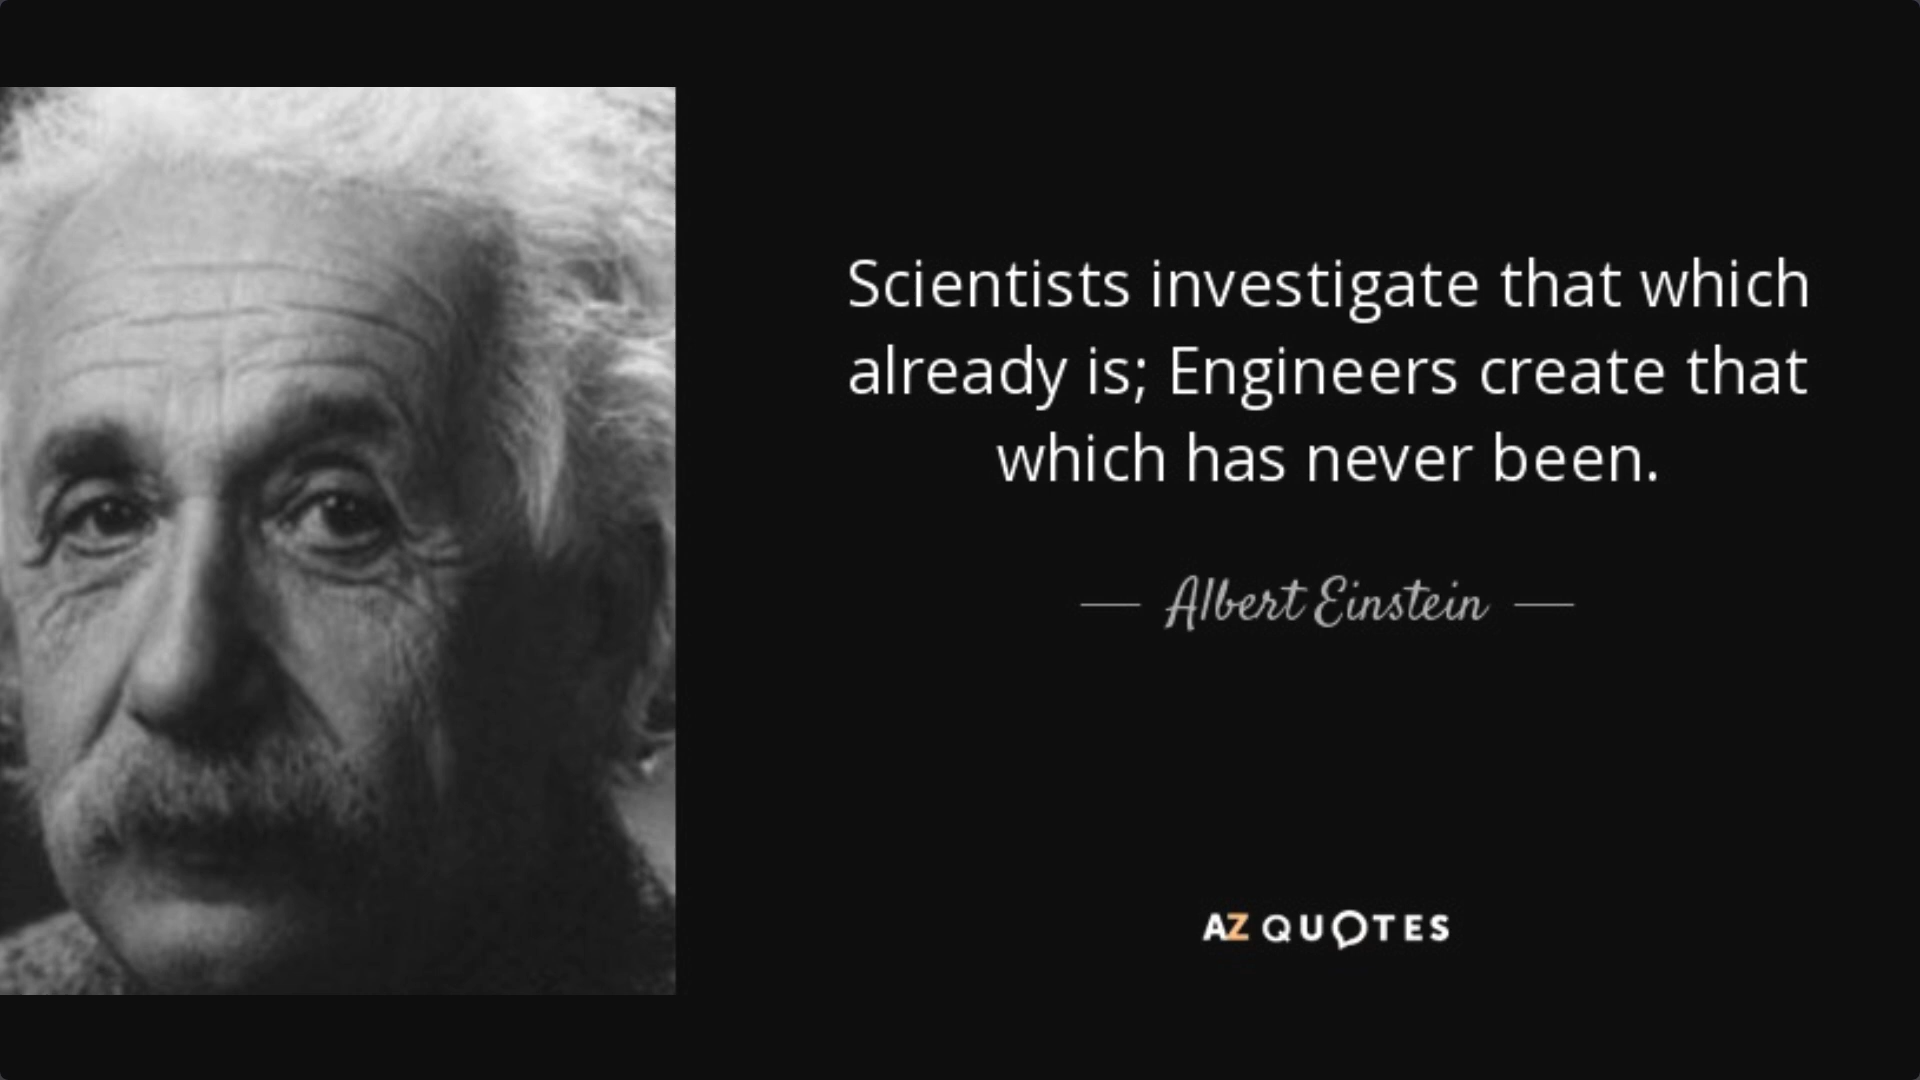 Scientists investigate that which
already is; Engineers create that
which has never been.
Albert Einstein
AZ QUOTES